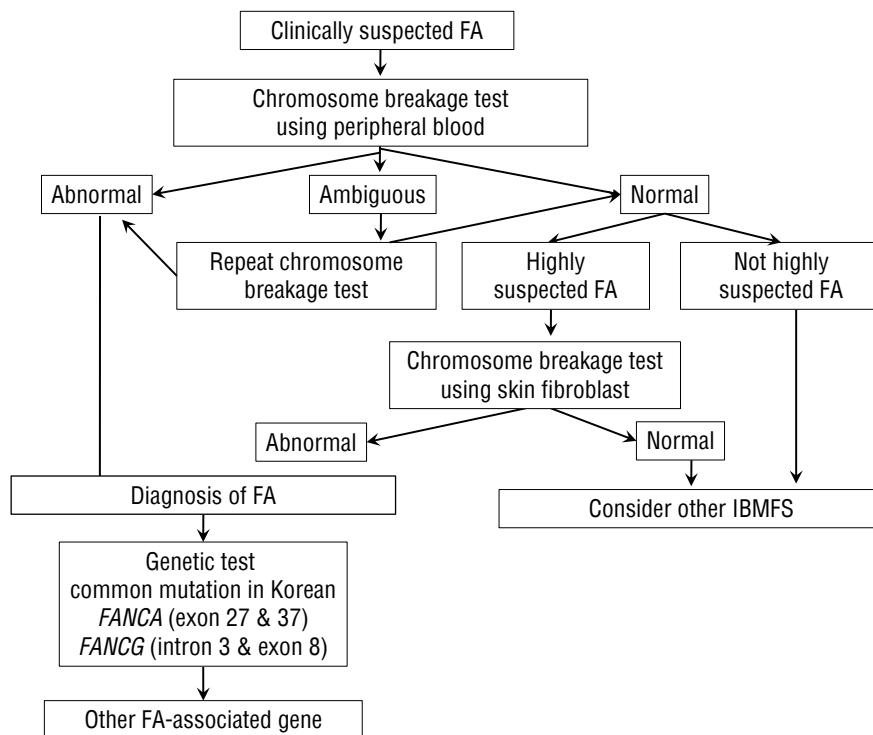 Clinically suspected FA
Chromosome breakage test
using peripheral blood
Abnormal
Ambiguous
Normal
Repeat chromosome
breakage test
Highly
suspected FA
Not highly
suspected FA
Chromosome breakage test
using skin fibroblast
Abnormal
Normal
Diagnosis of FA
Consider other IBMFS
Genetic test
common mutation in Korean
FANCA (exon 27 & 37)
FANCG (intron 3 & exon 8)
Other FA-associated gene